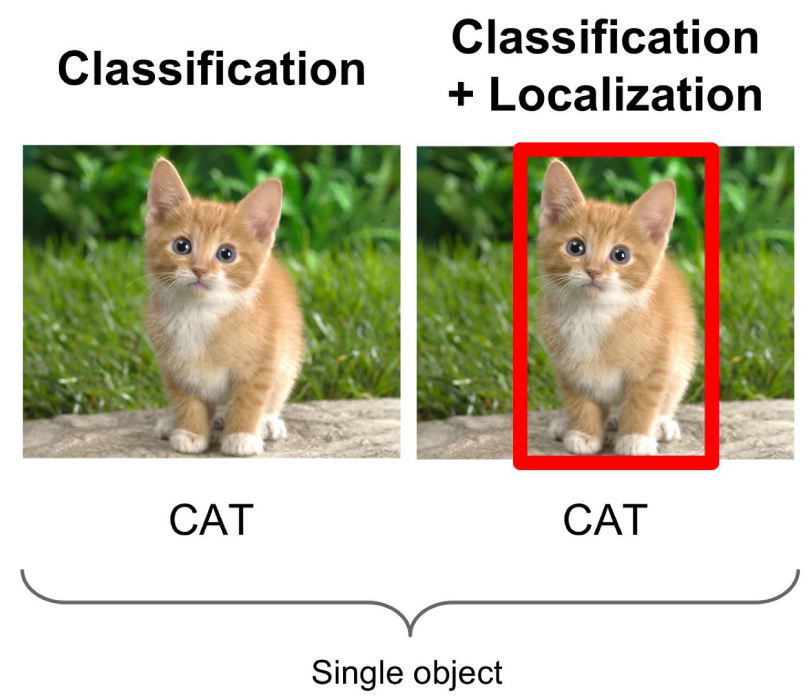 Classification
Classification
+ Localization
CAT
CAT
Single object